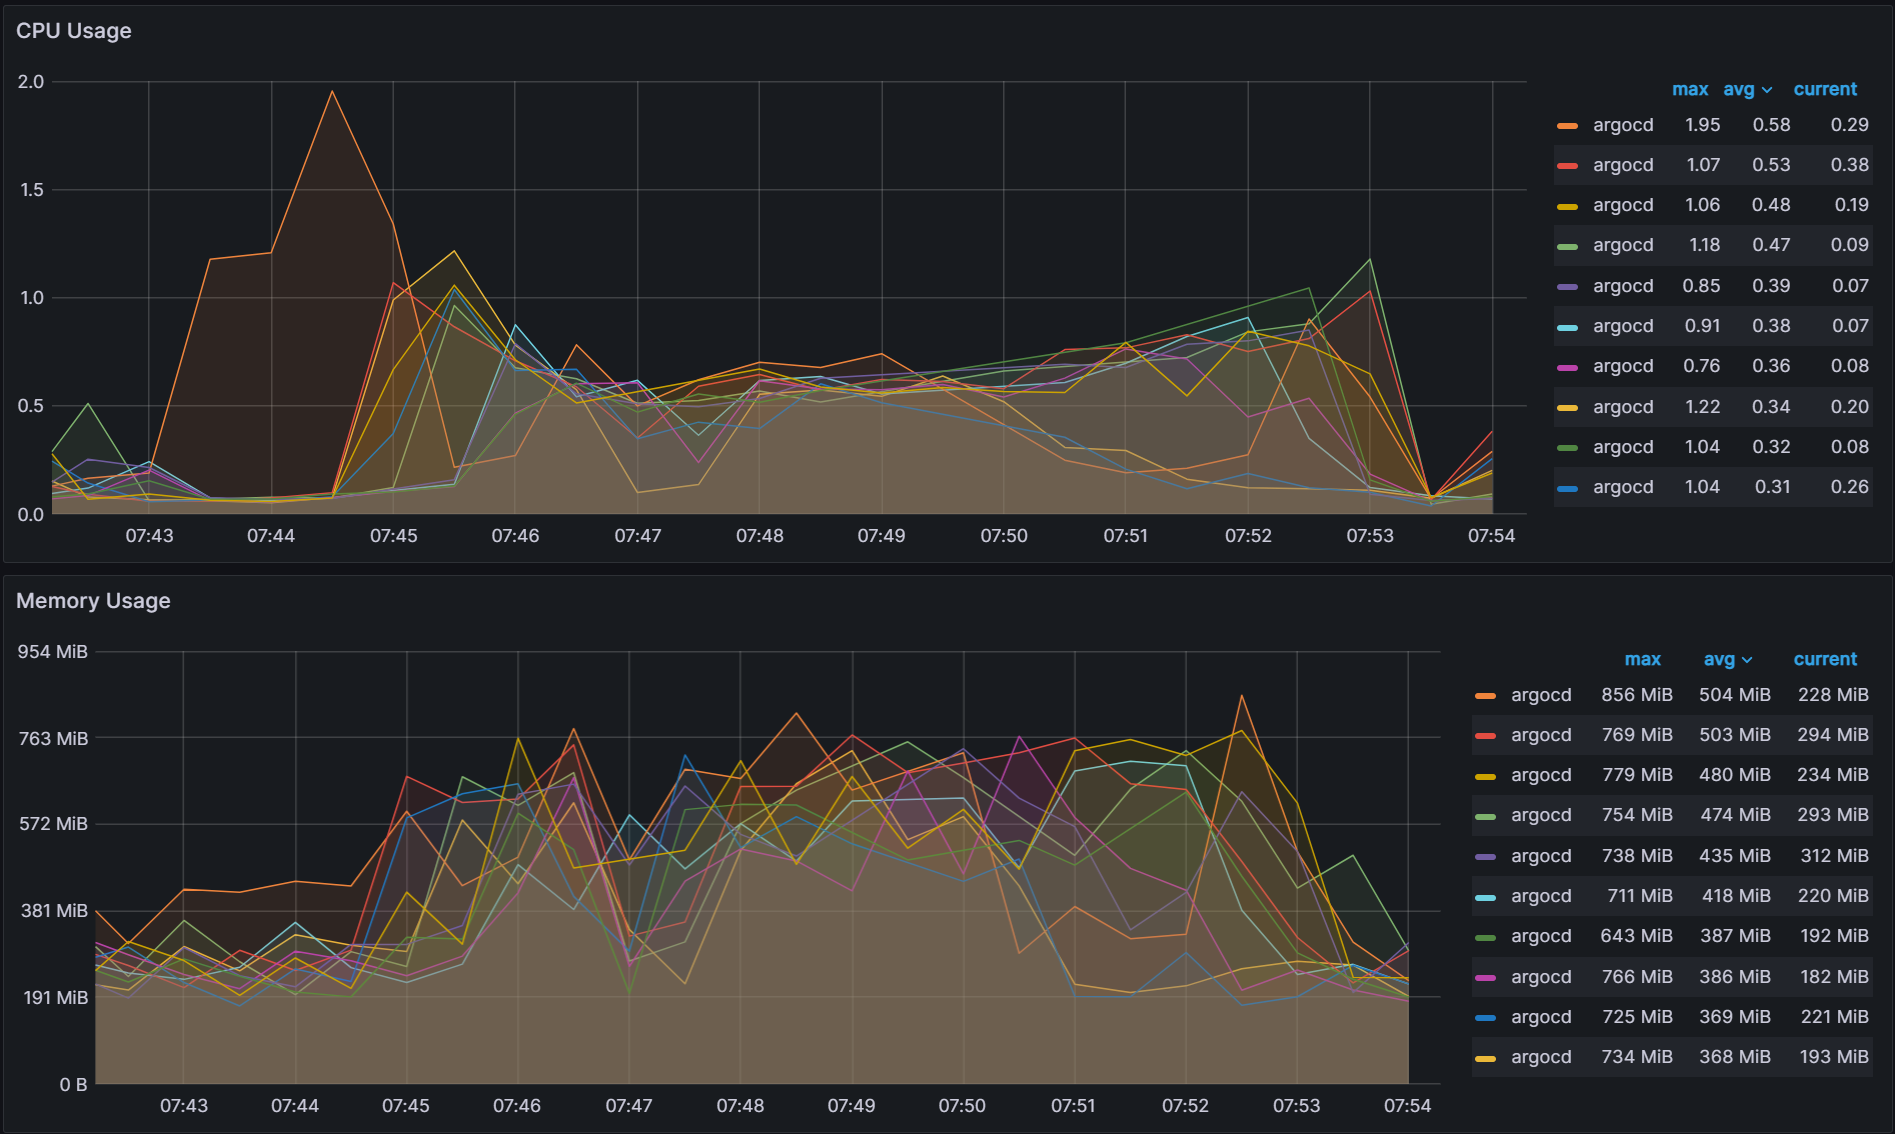 CPU Usage
2.0
1.5
1.0
0.5
0.0
07:43 07:44 07:45 07:46 07:47 07:48 07:49 07:50 07:51 07:52 07:53 07:54
max avg current
argocd 1.95 0.58 0.29
argocd 1.07 0.53 0.38
argocd 1.06 0.48 0.19
argocd 1.18 0.47 0.09
argocd 0.85 0.39 0.07
argocd 0.91 0.38 0.07
argocd 0.76 0.36 0.08
argocd 1.22 0.34 0.20
argocd 1.04 0.32 0.08
argocd 1.04 0.31 0.26
Memory Usage
954 MiB
763 MiB
572 MiB
381 MiB
191 MiB
0 B
07:43 07:44 07:45 07:46 07:47 07:48 07:49 07:50 07:51 07:52 07:53 07:54
max avg current
argocd 856 MiB 504 MiB 228 MiB
argocd 769 MiB 503 MiB 294 MiB
argocd 779 MiB 480 MiB 234 MiB
argocd 754 MiB 474 MiB 293 MiB
argocd 738 MiB 435 MiB 312 MiB
argocd 711 MiB 418 MiB 220 MiB
argocd 643 MiB 387 MiB 192 MiB
argocd 766 MiB 386 MiB 182 MiB
argocd 725 MiB 369 MiB 221 MiB
argocd 734 MiB 368 MiB 193 MiB